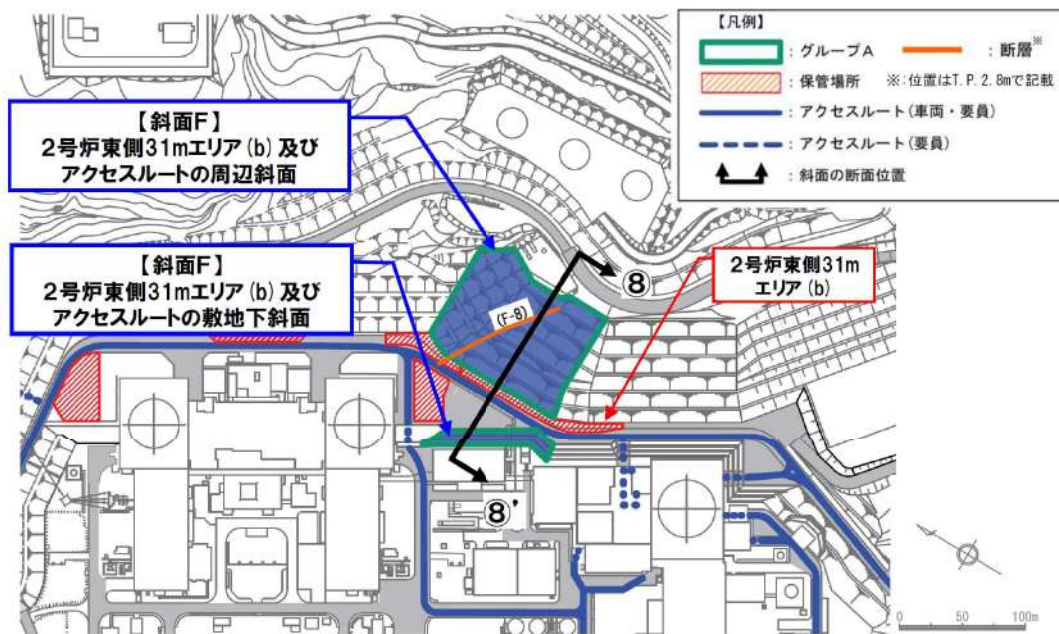 【凡例】
：グループA
：断層※
：保管場所
※：位置はT.P.2.8mで記載
：アクセスルート(車両・要員)
：アクセスルート(要員)
：斜面の断面位置
【斜面F】
2号炉東側31mエリア(b)及び
アクセスルートの周辺斜面
【斜面F】
2号炉東側31mエリア(b)及び
アクセスルートの敷地下斜面
⑧
2号炉東側31m
エリア(b)
(F-8)
⑧'
0 50 100m